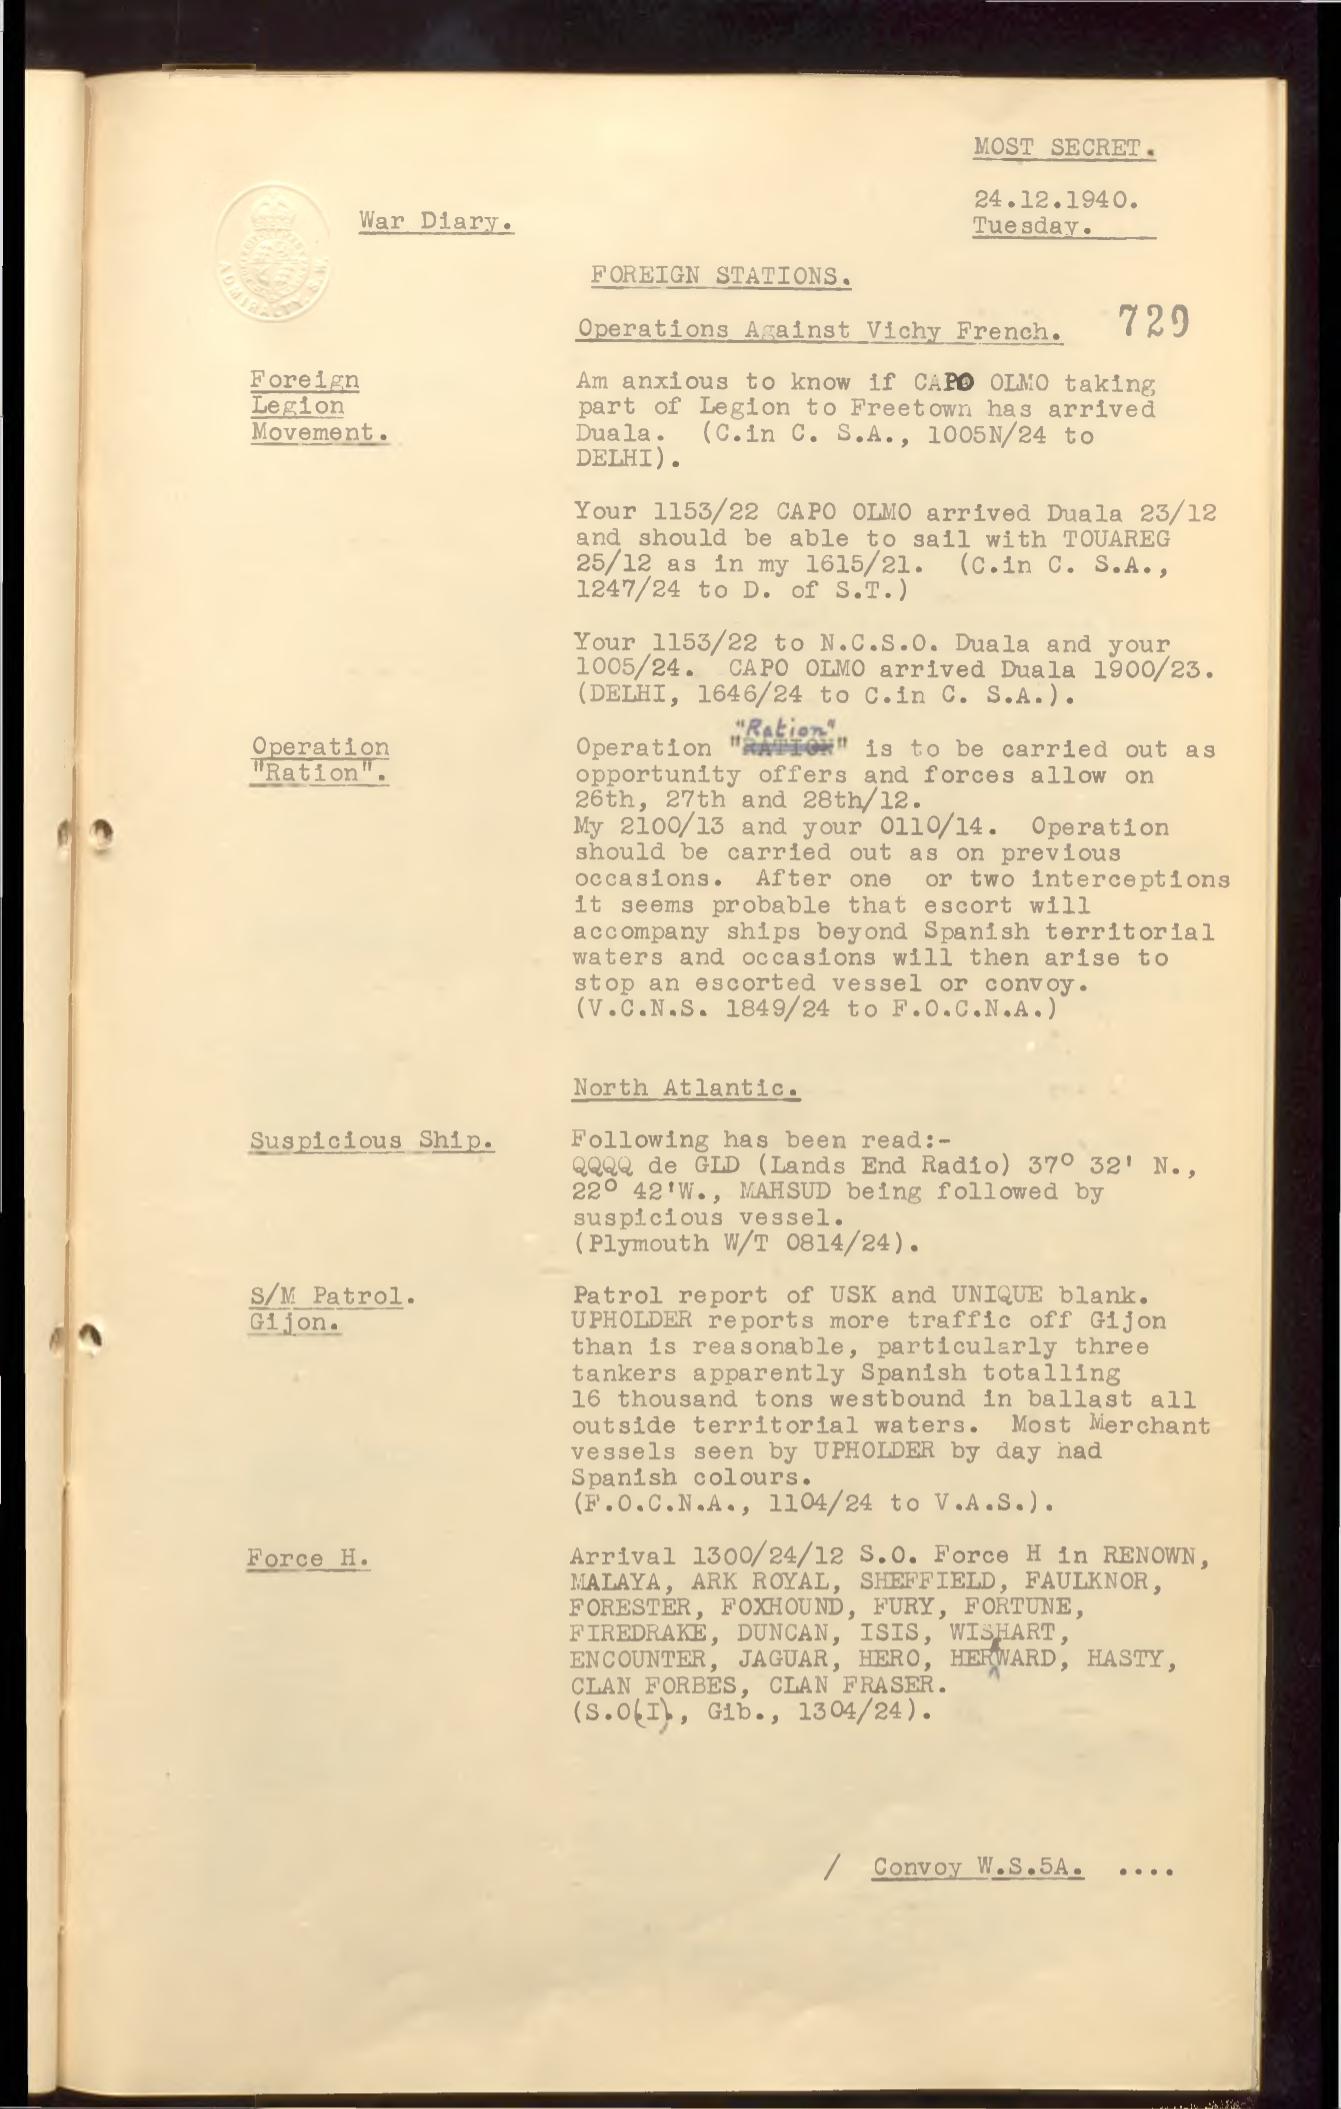 MOST SECRET.
24.12.1940.
Tuesday.
War Diary.
ADMIRALTY. S.W.
FOREIGN STATIONS.
Operations Against Vichy French.
729
Foreign
Legion
Movement.
Am anxious to know if CAPO OLMO taking
part of Legion to Freetown has arrived
Duala. (C.in C. S.A., 1005N/24 to
DELHI).
Your 1153/22 CAPO OLMO arrived Duala 23/12
and should be able to sail with TOUAREG
25/12 as in my 1615/21. (C.in C. S.A.,
1247/24 to D. of S.T.)
Your 1153/22 to N.C.S.O. Duala and your
1005/24. CAPO OLMO arrived Duala 1900/23.
(DELHI, 1646/24 to C.in C. S.A.).
Operation
"Ration".
"Ration"
Operation "RATION" is to be carried out as
opportunity offers and forces allow on
26th, 27th and 28th/12.
My 2100/13 and your 0110/14. Operation
should be carried out as on previous
occasions. After one or two interceptions
it seems probable that escort will
accompany ships beyond Spanish territorial
waters and occasions will then arise to
stop an escorted vessel or convoy.
(V.C.N.S. 1849/24 to F.O.C.N.A.)
North Atlantic.
Suspicious Ship.
Following has been read:-
QQQQ de GLD (Lands End Radio) 37° 32' N.,
22° 42'W., MAHSUD being followed by
suspicious vessel.
(Plymouth W/T 0814/24).
S/M Patrol.
Gijon.
Patrol report of USK and UNIQUE blank.
UPHOLDER reports more traffic off Gijon
than is reasonable, particularly three
tankers apparently Spanish totalling
16 thousand tons westbound in ballast all
outside territorial waters. Most Merchant
vessels seen by UPHOLDER by day had
Spanish colours.
(F.O.C.N.A., 1104/24 to V.A.S.).
Force H.
Arrival 1300/24/12 S.O. Force H in RENOWN,
MALAYA, ARK ROYAL, SHEFFIELD, FAULKNOR,
FORESTER, FOXHOUND, FURY, FORTUNE,
FIREDRAKE, DUNCAN, ISIS, WISHART,
ENCOUNTER, JAGUAR, HERO, HEREWARD, HASTY,
CLAN FORBES, CLAN FRASER.
(S.O(I)., Gib., 1304/24).
/ Convoy W.S.5A. ....